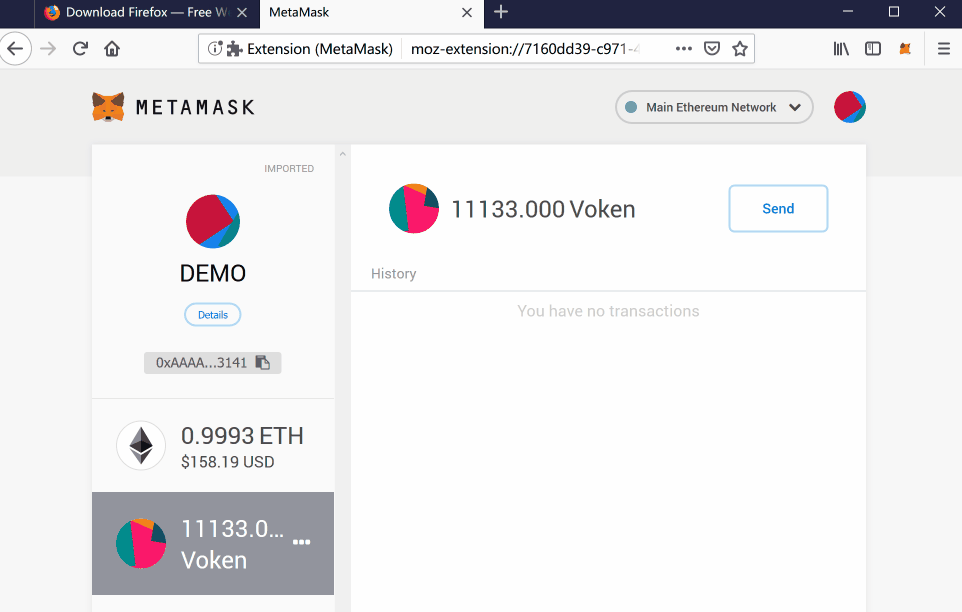 Download Firefox — Free W
MetaMask
Extension (MetaMask)
moz-extension://7160dd39-c971-4
METAMASK
Main Ethereum Network
IMPORTED
DEMO
Details
0xAAAA...3141
0.9993 ETH
$158.19 USD
11133.0...
Voken
11133.000 Voken
Send
History
You have no transactions